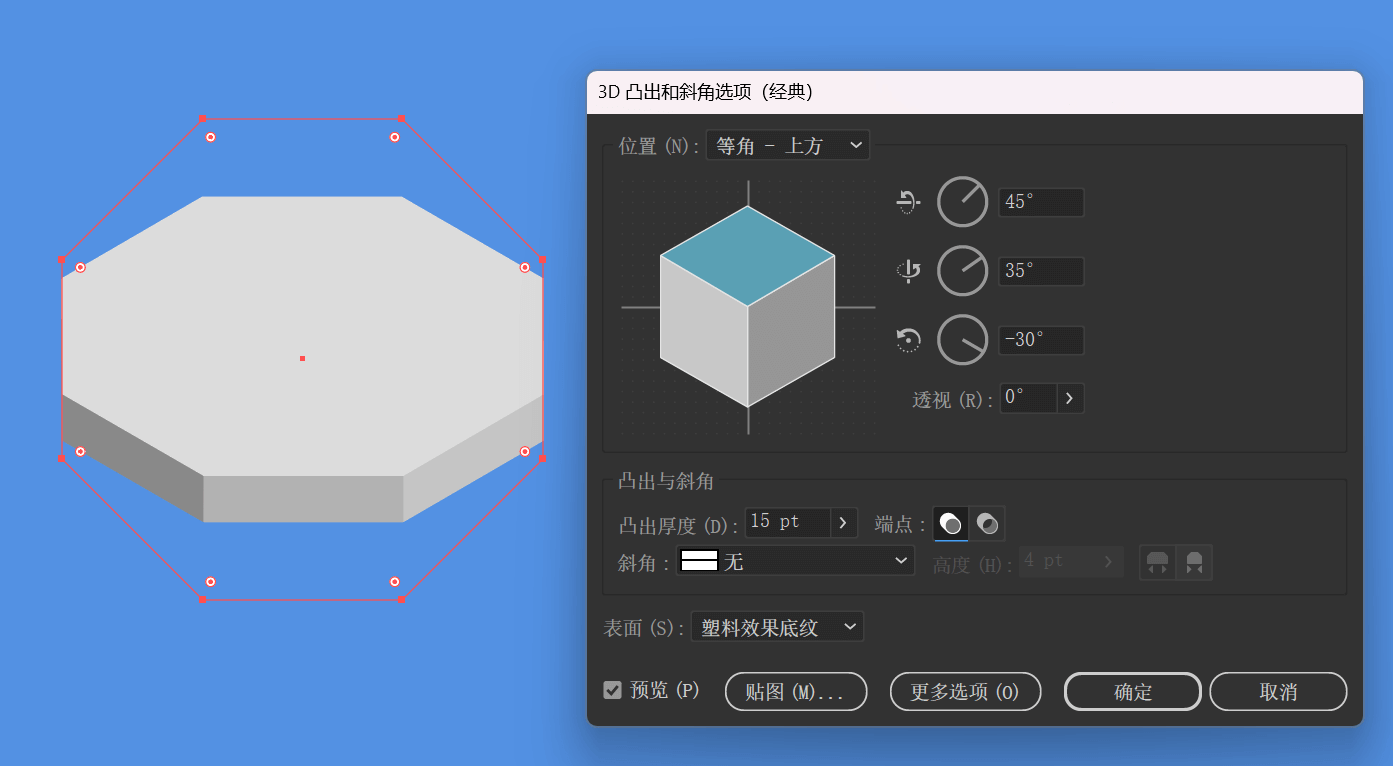 3D 凸出和斜角选项（经典）
位置 (N)： 等角 - 上方
45°
35°
-30°
透视 (R)： 0°
凸出与斜角
凸出厚度 (D)： 15 pt 端点：
斜角： 无 高度 (H)： 4 pt
表面 (S)： 塑料效果底纹
预览 (P) 贴图 (M)... 更多选项 (O) 确定 取消